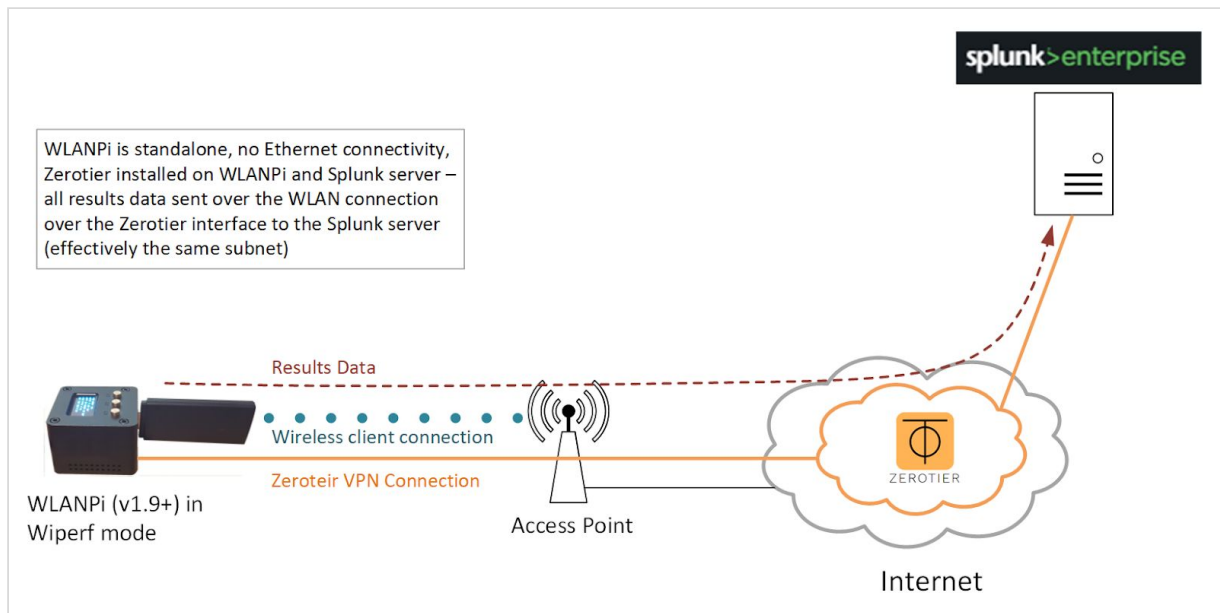 splunk>enterprise
WLANPi is standalone, no Ethernet connectivity,
Zerotier installed on WLANPi and Splunk server –
all results data sent over the WLAN connection
over the Zerotier interface to the Splunk server
(effectively the same subnet)
Results Data
Wireless client connection
Zeroteir VPN Connection
ZEROTIER
WLANPi (v1.9+) in
Wiperf mode
Access Point
Internet